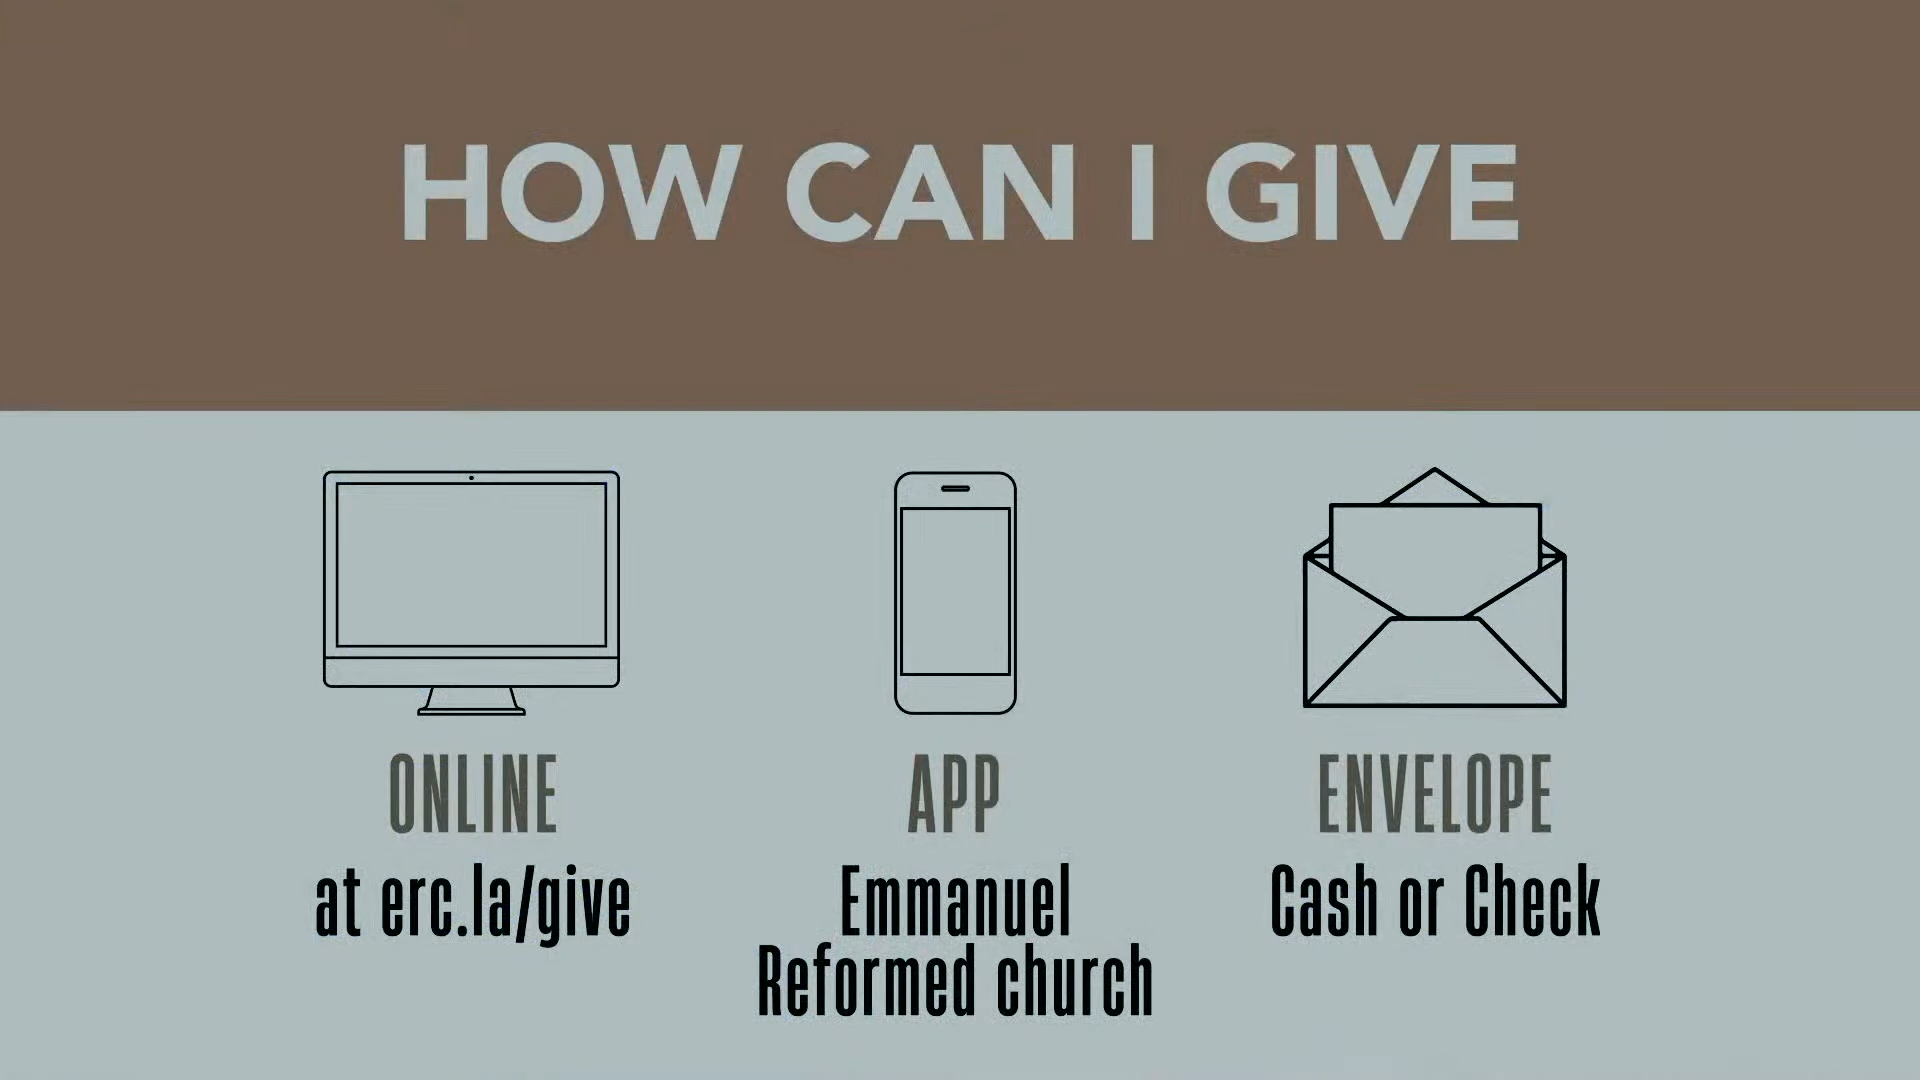 HOW CAN I GIVE
ONLINE
at erc.la/give
APP
Emmanuel
Reformed church
ENVELOPE
Cash or Check